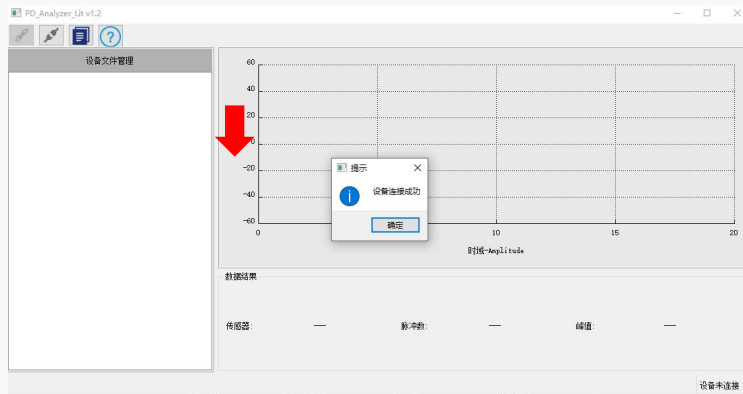 PD_Analyzer_Lit v1.2
设备文件管理
60
40
20
0
-20
-40
-60
0
10
15
20
时域-Amplitude
提示
设备连接成功
确定
数据结果
传感器: — 脉冲数: — 峰值: —
设备未连接